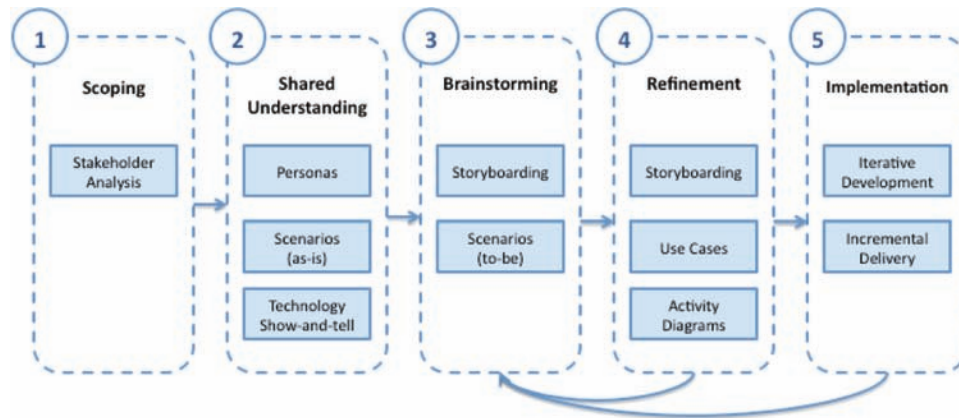 1
Scoping
Stakeholder
Analysis
2
Shared
Understanding
Personas
Scenarios
(as-is)
Technology
Show-and-tell
3
Brainstorming
Storyboarding
Scenarios
(to-be)
4
Refinement
Storyboarding
Use Cases
Activity
Diagrams
5
Implementation
Iterative
Development
Incremental
Delivery